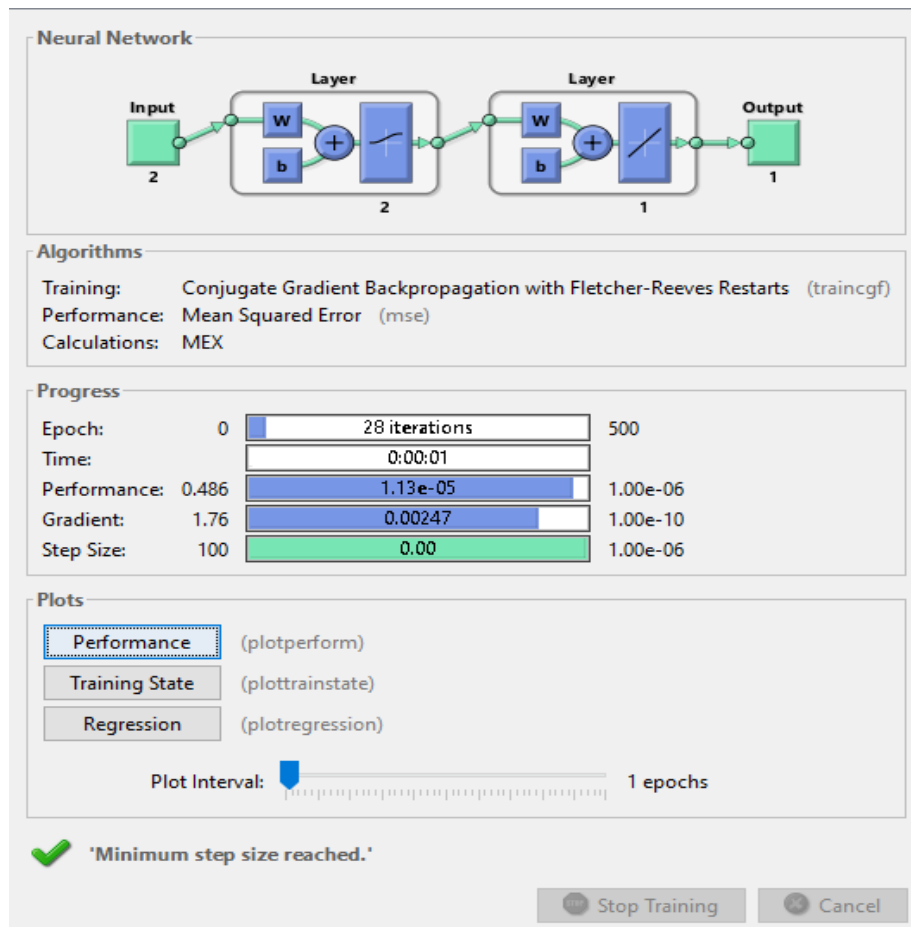 Neural Network
Layer Layer
Input Output
W W
+ +
b b
2 1
2 1
Algorithms
Training: Conjugate Gradient Backpropagation with Fletcher-Reeves Restarts (traincgf)
Performance: Mean Squared Error (mse)
Calculations: MEX
Progress
Epoch: 0 28 iterations 500
Time: 0:00:01
Performance: 0.486 1.13e-05 1.00e-06
Gradient: 1.76 0.00247 1.00e-10
Step Size: 100 0.00 1.00e-06
Plots
Performance (plotperform)
Training State (plottrainstate)
Regression (plotregression)
Plot Interval: 1 epochs
'Minimum step size reached.'
Stop Training Cancel